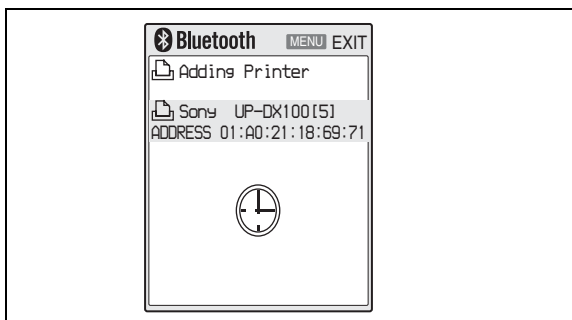 Bluetooth MENU EXIT
Adding Printer
Sony UP-DX100[5]
ADDRESS 01:A0:21:18:69:71